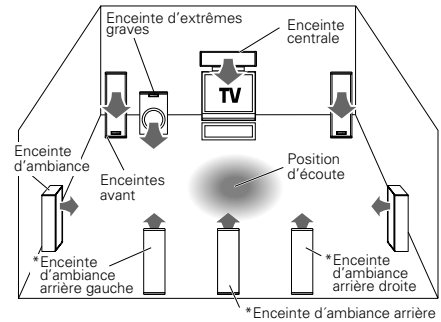 Enceinte d'extrêmes
graves
Enceinte
centrale
TV
Enceinte
d'ambiance
Enceintes
avant
Position
d'écoute
*Enceinte
d'ambiance
arrière gauche
*Enceinte
d'ambiance
arrière droite
*Enceinte d´ambiance arrière